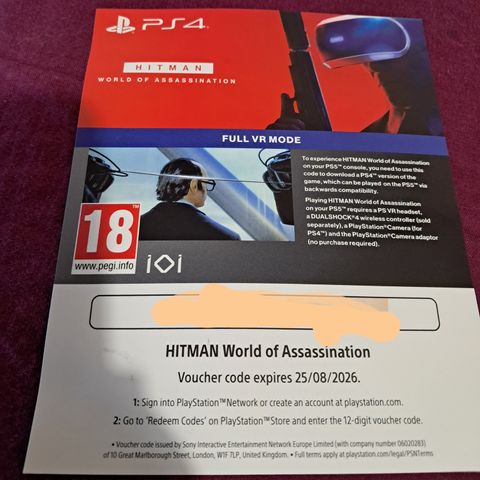 PS4
HITMAN
WORLD OF ASSASSINATION
FULL VR MODE
To experience HITMAN World of Assassination
on your PS5™ console, you need to use this
code to download a PS4™ version of the
game, which can be played on the PS5™ via
backwards compatibility.
Playing HITMAN World of Assassination
on your PS5™ requires a PS VR headset,
a DUALSHOCK®4 wireless controller (sold
separately), a PlayStation®Camera (for
PS4™) and the PlayStation®Camera adaptor
(no purchase required).
18™
www.pegi.info
iOi
HITMAN World of Assassination
Voucher code expires 25/08/2026.
1: Sign into PlayStation™Network or create an account at playstation.com.
2: Go to 'Redeem Codes' on PlayStation™Store and enter the 12-digit voucher code.
• Voucher code issued by Sony Interactive Entertainment Network Europe Limited (with company number 06020283)
of 10 Great Marlborough Street, London, W1F 7LP, United Kingdom. • Full terms apply at playstation.com/legal/PSNTerms